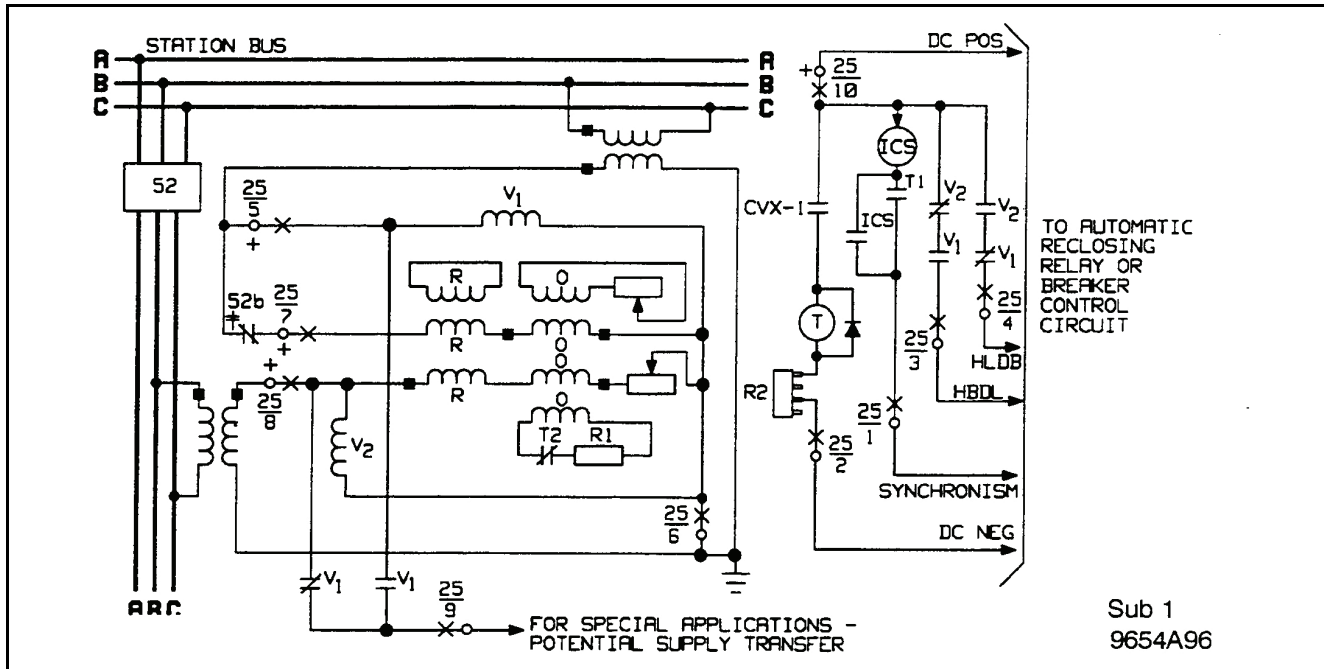 STATION BUS
A
A
B
B
C
C
52
DC POS
+
25
10
ICS
T1
CVX-1
ICS
V2
V1
V2
V1
TO AUTOMATIC
RECLOSING
RELAY OR
BREAKER
CONTROL
CIRCUIT
25
5
+
V1
R
O
52b
25
7
+
R
O
+
25
8
R
O
O
V2
T2
R1
T
R2
25
3
25
4
HLDB
HBDL
25
1
25
2
SYNCHRONISM
25
6
DC NEG
V1
V1
25
9
A B C
FOR SPECIAL APPLICATIONS -
POTENTIAL SUPPLY TRANSFER
Sub 1
9654A96